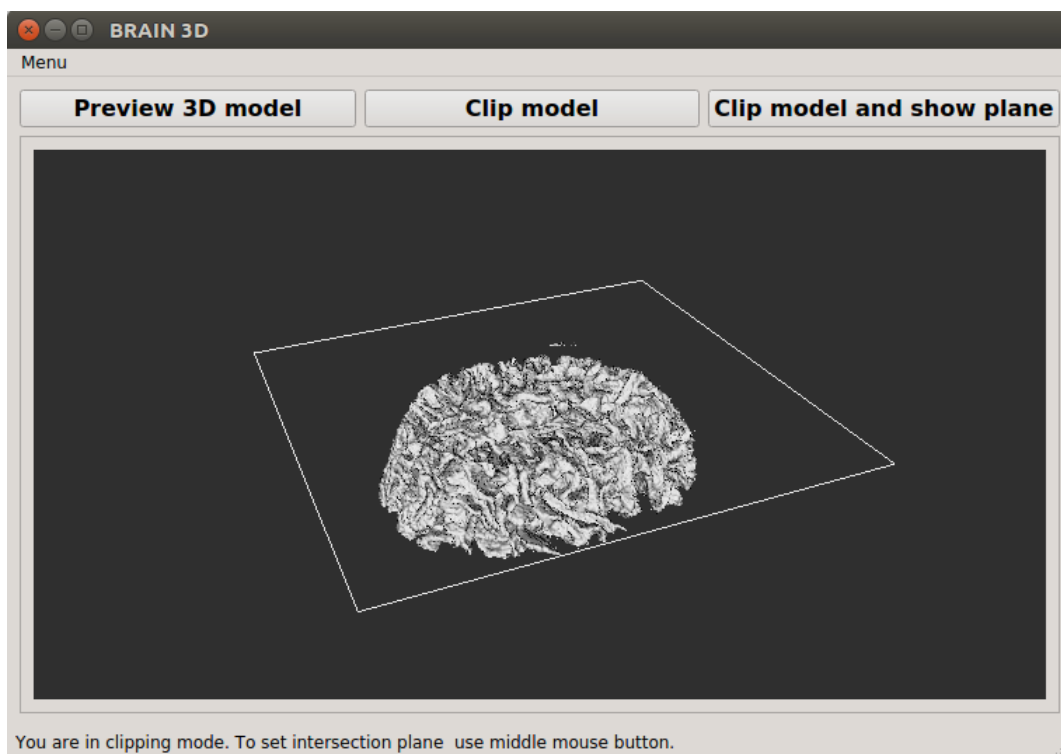 BRAIN 3D
Menu
Preview 3D model Clip model Clip model and show plane
You are in clipping mode. To set intersection plane  use middle mouse button.